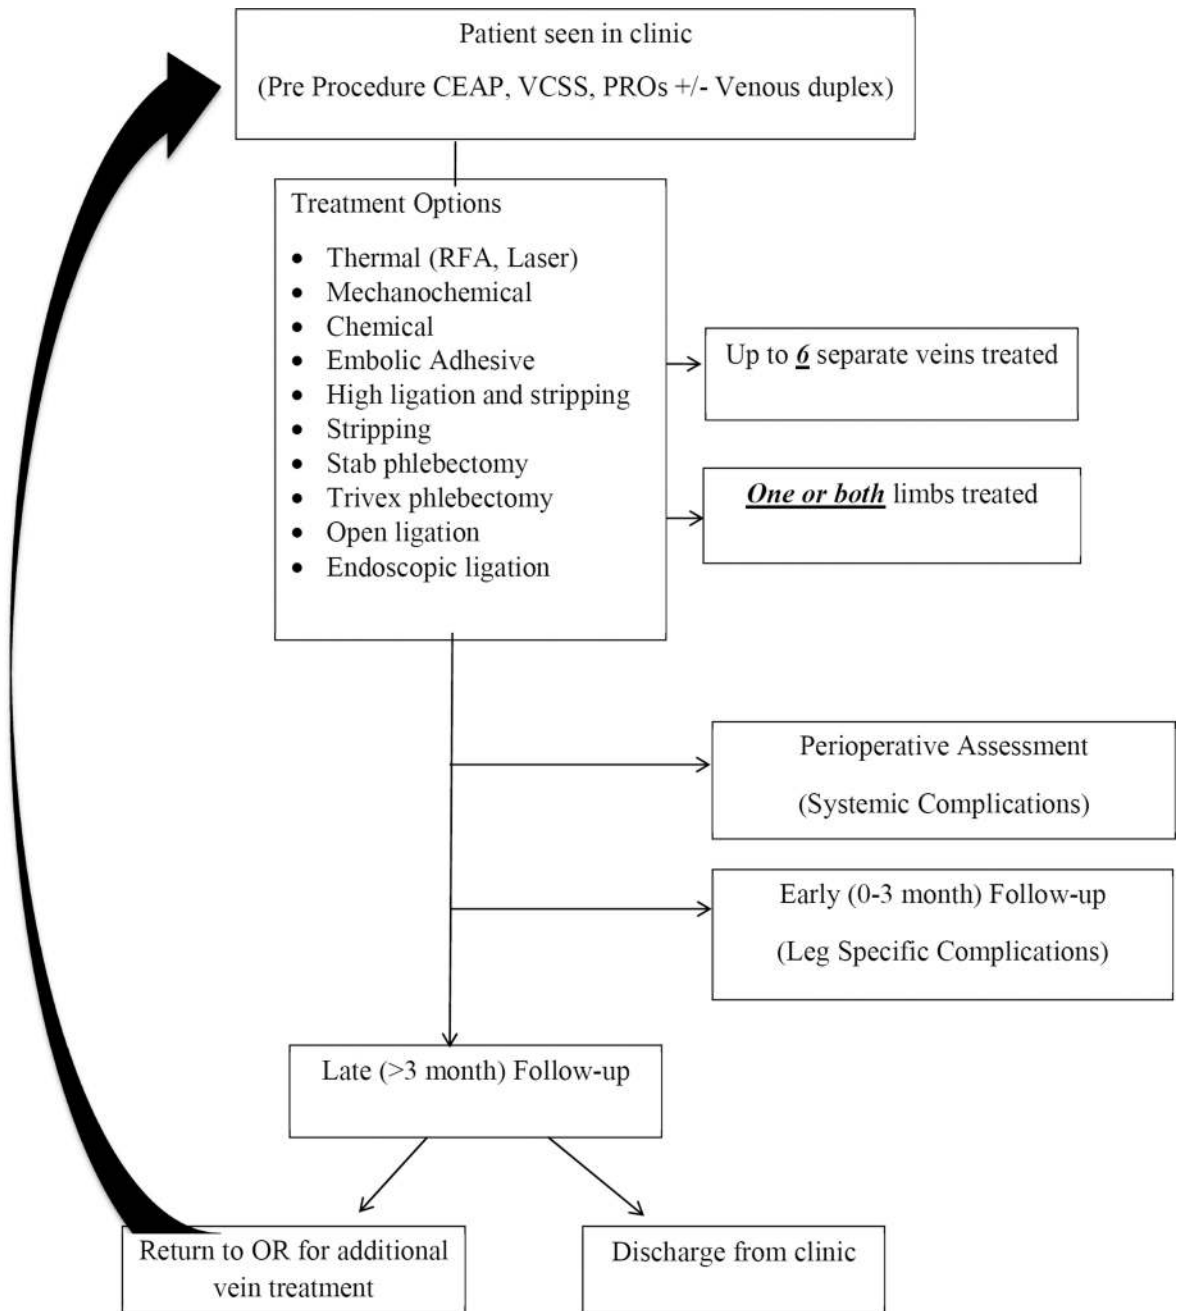 Patient seen in clinic
(Pre Procedure CEAP, VCSS, PROs +/- Venous duplex)
Treatment Options
• Thermal (RFA, Laser)
• Mechanochemical
• Chemical
• Embolic Adhesive
• High ligation and stripping
• Stripping
• Stab phlebectomy
• Trivex phlebectomy
• Open ligation
• Endoscopic ligation
Up to 6 separate veins treated
One or both limbs treated
Perioperative Assessment
(Systemic Complications)
Early (0-3 month) Follow-up
(Leg Specific Complications)
Late (>3 month) Follow-up
Return to OR for additional
vein treatment
Discharge from clinic